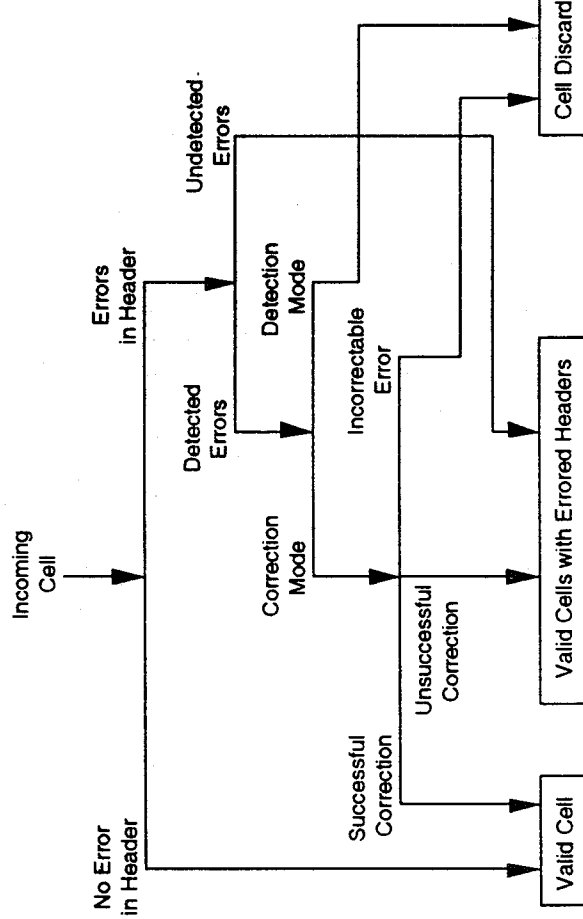 Incoming
Cell
No Error
in Header
Errors
in Header
Detected
Errors
Undetected
Errors
Correction
Mode
Detection
Mode
Successful
Correction
Unsuccessful
Correction
Incorrectable
Error
Valid Cell
Valid Cells with Errored Headers
Cell Discard